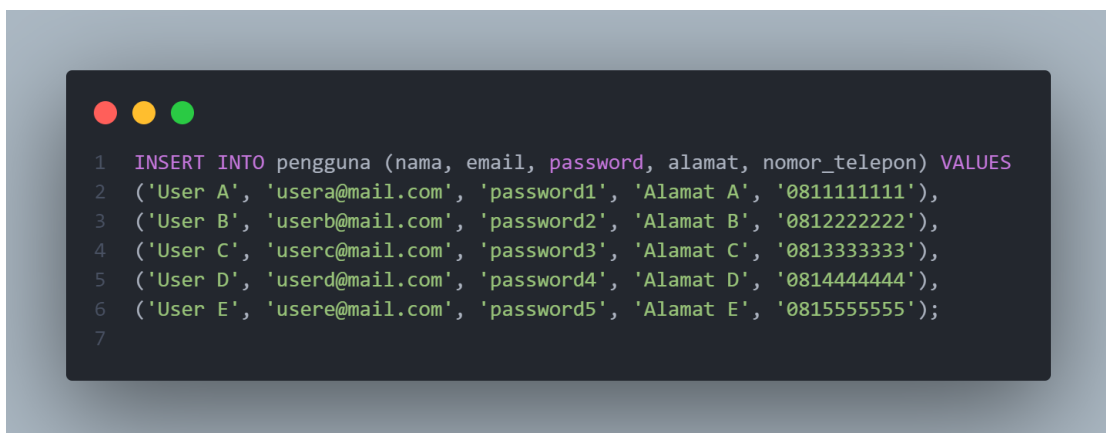 1 INSERT INTO pengguna (nama, email, password, alamat, nomor_telepon) VALUES
2 ('User A', 'usera@mail.com', 'password1', 'Alamat A', '0811111111'),
3 ('User B', 'userb@mail.com', 'password2', 'Alamat B', '0812222222'),
4 ('User C', 'userc@mail.com', 'password3', 'Alamat C', '0813333333'),
5 ('User D', 'userd@mail.com', 'password4', 'Alamat D', '0814444444'),
6 ('User E', 'usere@mail.com', 'password5', 'Alamat E', '0815555555');
7